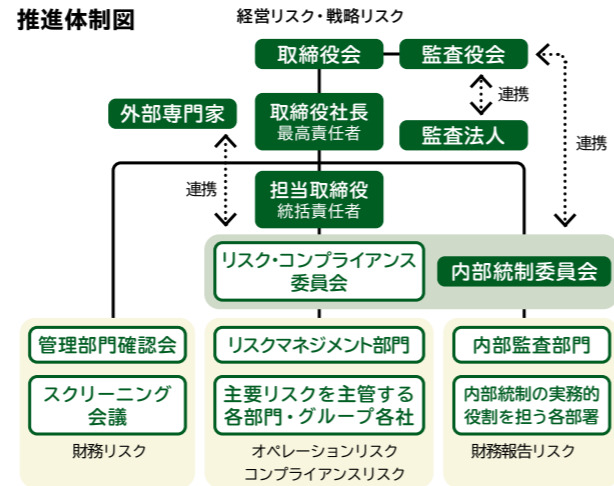 推進体制図
経営リスク・戦略リスク
取締役会
監査役会
連携
外部専門家
取締役社長
最高責任者
監査法人
連携
連携
担当取締役
統括責任者
リスク・コンプライアンス
委員会
内部統制委員会
管理部門確認会
リスクマネジメント部門
内部監査部門
スクリーニング
会議
主要リスクを主管する
各部門・グループ各社
内部統制の実務的
役割を担う各部署
財務リスク
オペレーションリスク
コンプライアンスリスク
財務報告リスク